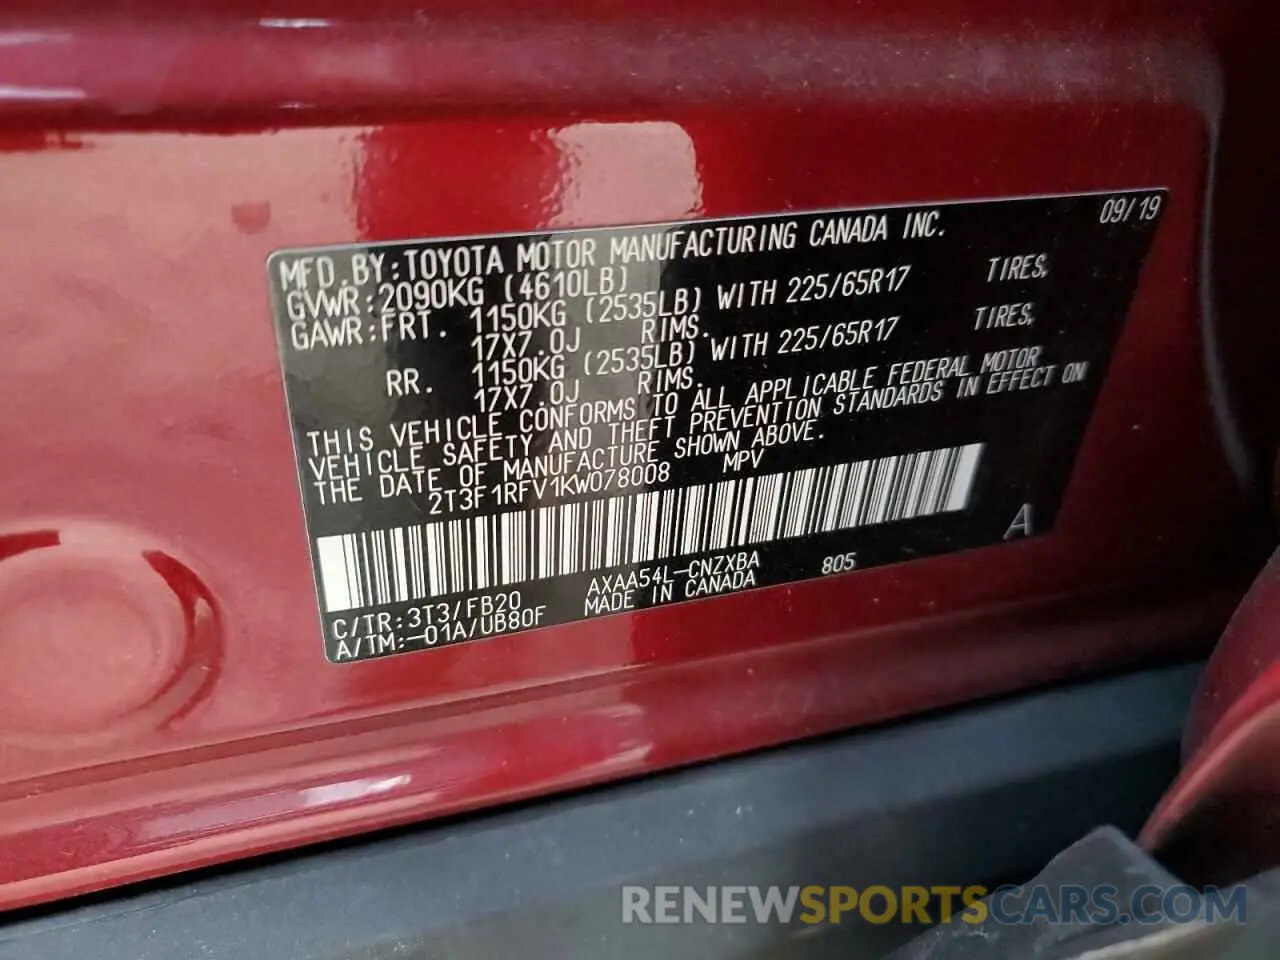 09/19
MFD.BY:TOYOTA MOTOR MANUFACTURING CANADA INC.
GVWR:2090KG (4610LB)
GAWR:FRT. 1150KG (2535LB) WITH 225/65R17 TIRES,
17X7.0J RIMS.
RR. 1150KG (2535LB) WITH 225/65R17 TIRES,
17X7.0J RIMS.
THIS VEHICLE CONFORMS TO ALL APPLICABLE FEDERAL MOTOR
VEHICLE SAFETY AND THEFT PREVENTION STANDARDS IN EFFECT ON
THE DATE OF MANUFACTURE SHOWN ABOVE.
2T3F1RFV1KW078008 MPV
A
C/TR:3T3/FB20 AXAA54L-CNZXBA 805
A/TM:-01A/UB80F MADE IN CANADA
RENEWSPORTSCARS.COM